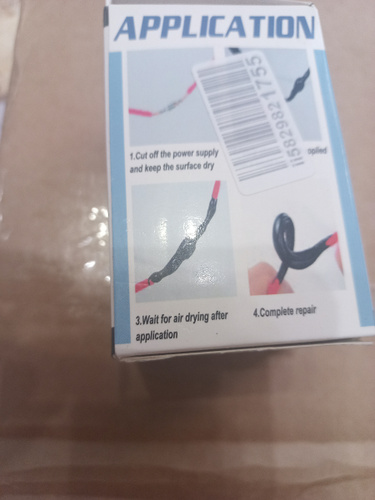 APPLICATION
1.Cut off the power supply
and keep the surface dry
3.Wait for air drying after
application
4.Complete repair